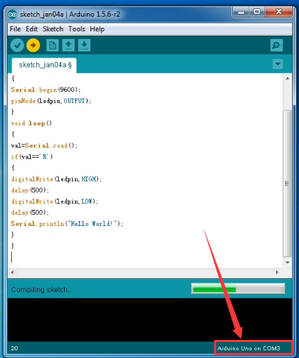 sketch_jan04a | Arduino 1.5.6-r2
File Edit Sketch Tools Help
sketch_jan04a §
{
Serial.begin(9600);
pinMode(ledpin,OUTPUT);
}
void loop()
{
val=Serial.read();
if(val=='R')
{
digitalWrite(ledpin,HIGH);
delay(500);
digitalWrite(ledpin,LOW);
delay(500);
Serial.println("Hello World!");
}
}
Compiling sketch..
20
Arduino Uno on COM3